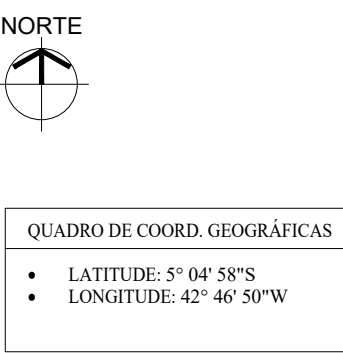 NORTE
QUADRO DE COORD. GEOGRÁFICAS
• LATITUDE: 5° 04' 58"S
• LONGITUDE: 42° 46' 50"W